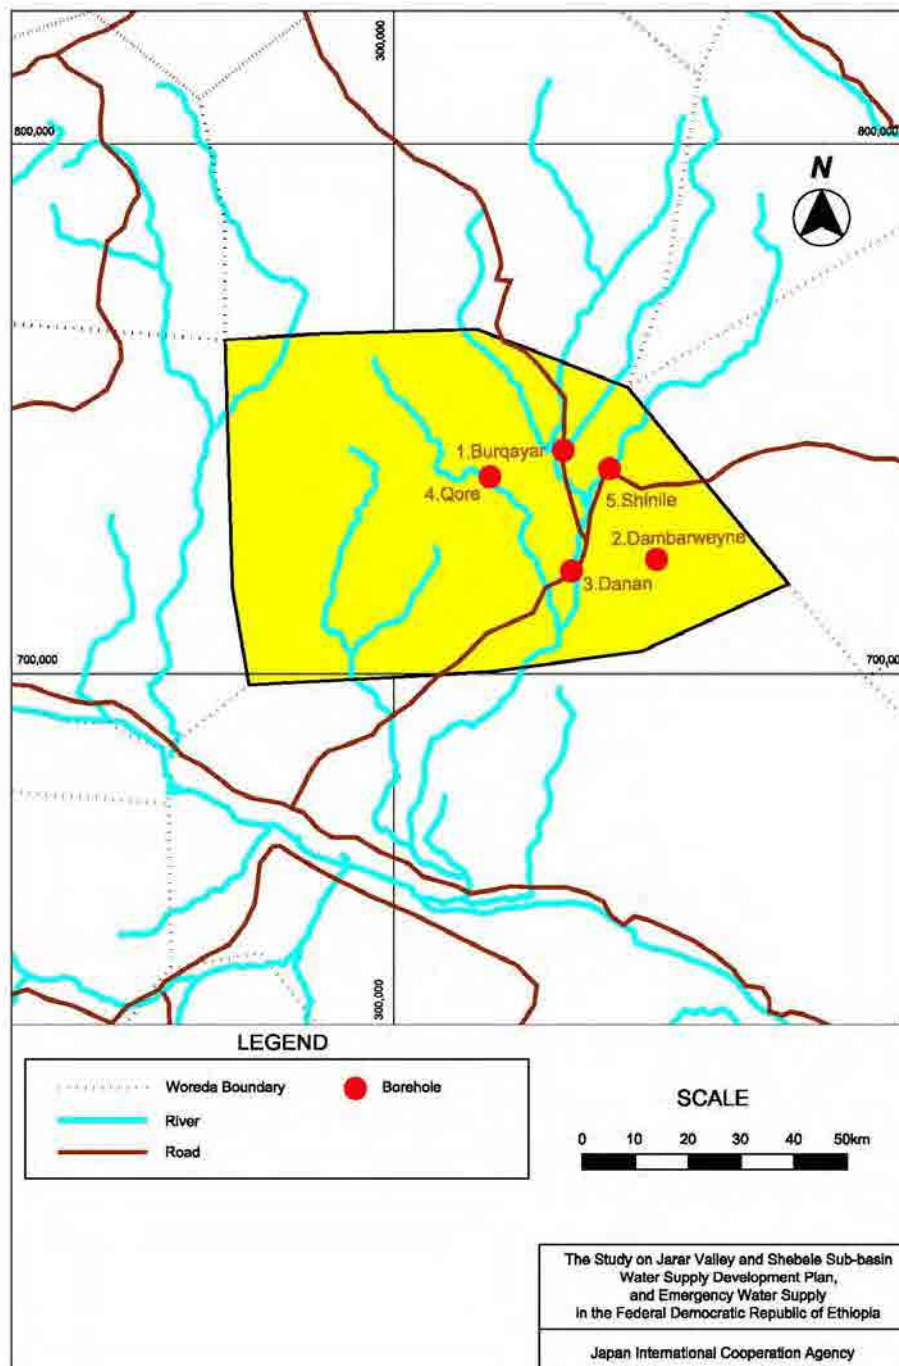 300,000
800,000
800,000
N
1.Burqayar
4.Qore
5.Shinile
2.Dambarweyne
3.Danan
700,000
700,00
300,000
LEGEND
Woreda Boundary
Borehole
River
Road
SCALE
0 10 20 30 40 50km
The Study on Jarar Valley and Shebele Sub-basin
Water Supply Development Plan,
and Emergency Water Supply
in the Federal Democratic Republic of Ethiopia
Japan International Cooperation Agency